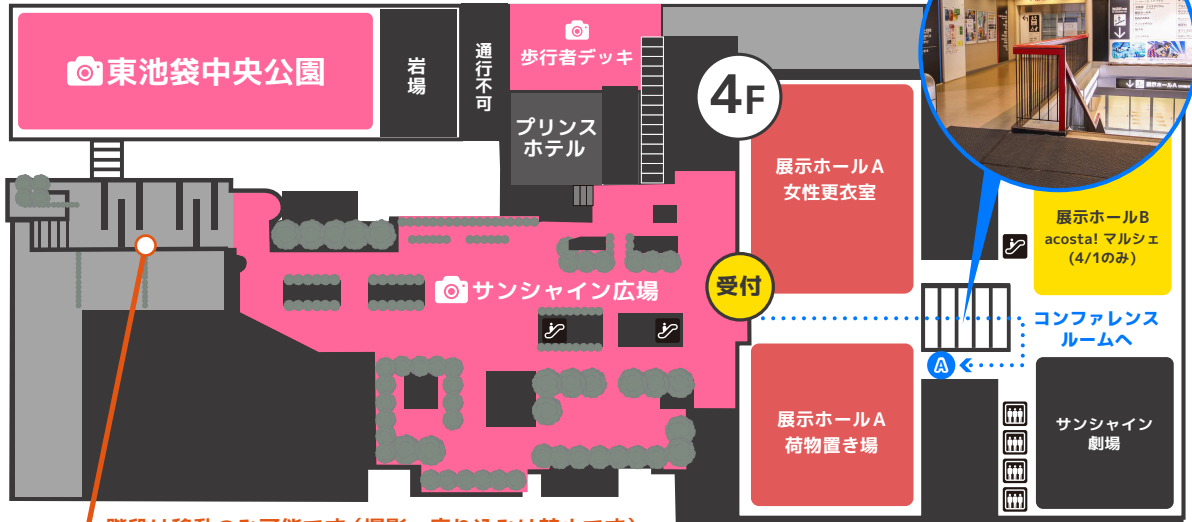 東池袋中央公園
岩場
通行不可
歩行者デッキ
プリンス
ホテル
4F
展示ホールA
女性更衣室
展示ホールB
acosta! マルシェ
(4/1のみ)
サンシャイン広場
受付
コンファレンス
ルームへ
A
展示ホールA
荷物置き場
サンシャイン
劇場